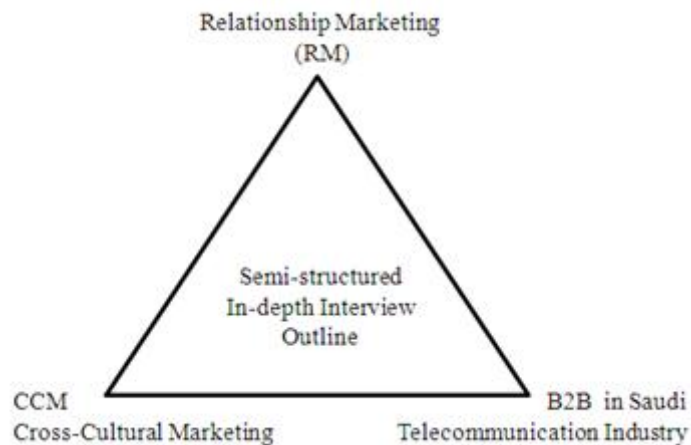 Relationship Marketing
(RM)
Semi-structured
In-depth Interview
Outline
CCM
Cross-Cultural Marketing
B2B in Saudi
Telecommunication Industry